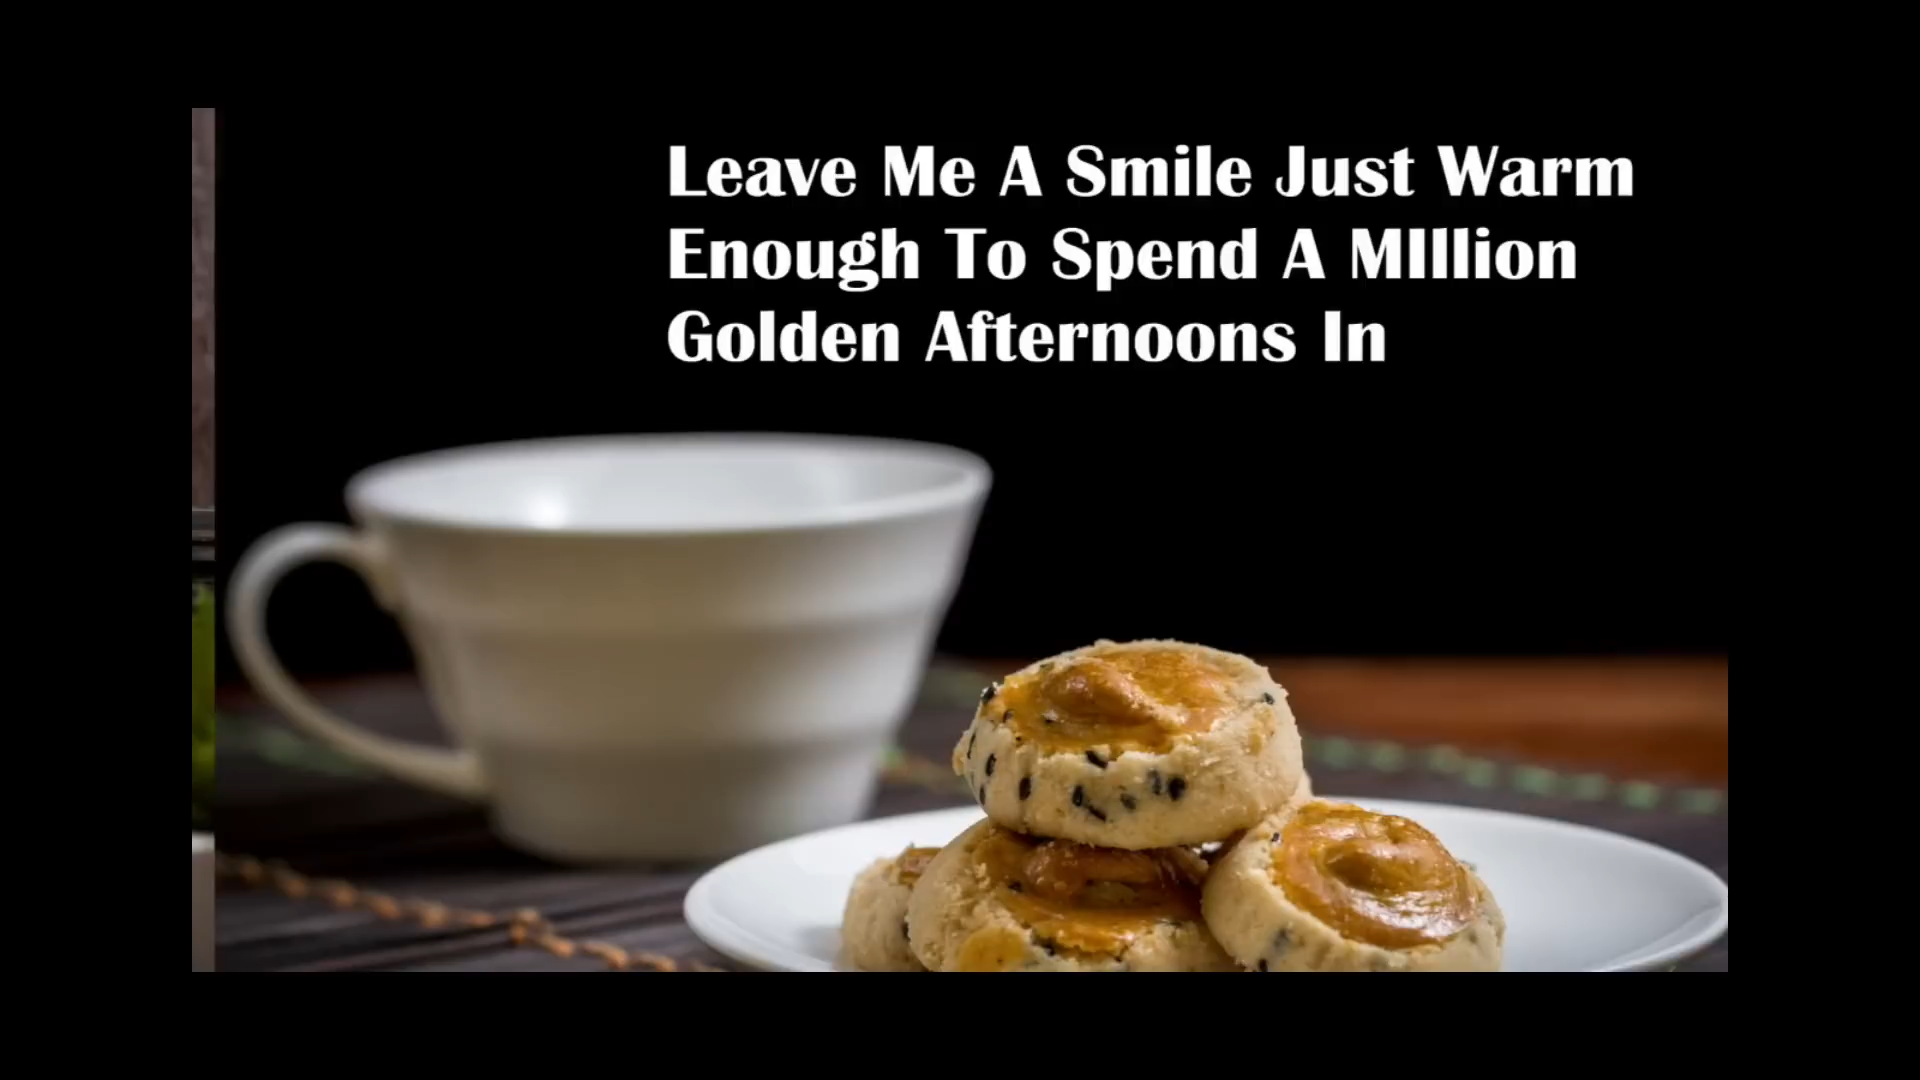 Leave Me A Smile Just Warm
Enough To Spend A MIllion
Golden Afternoons In